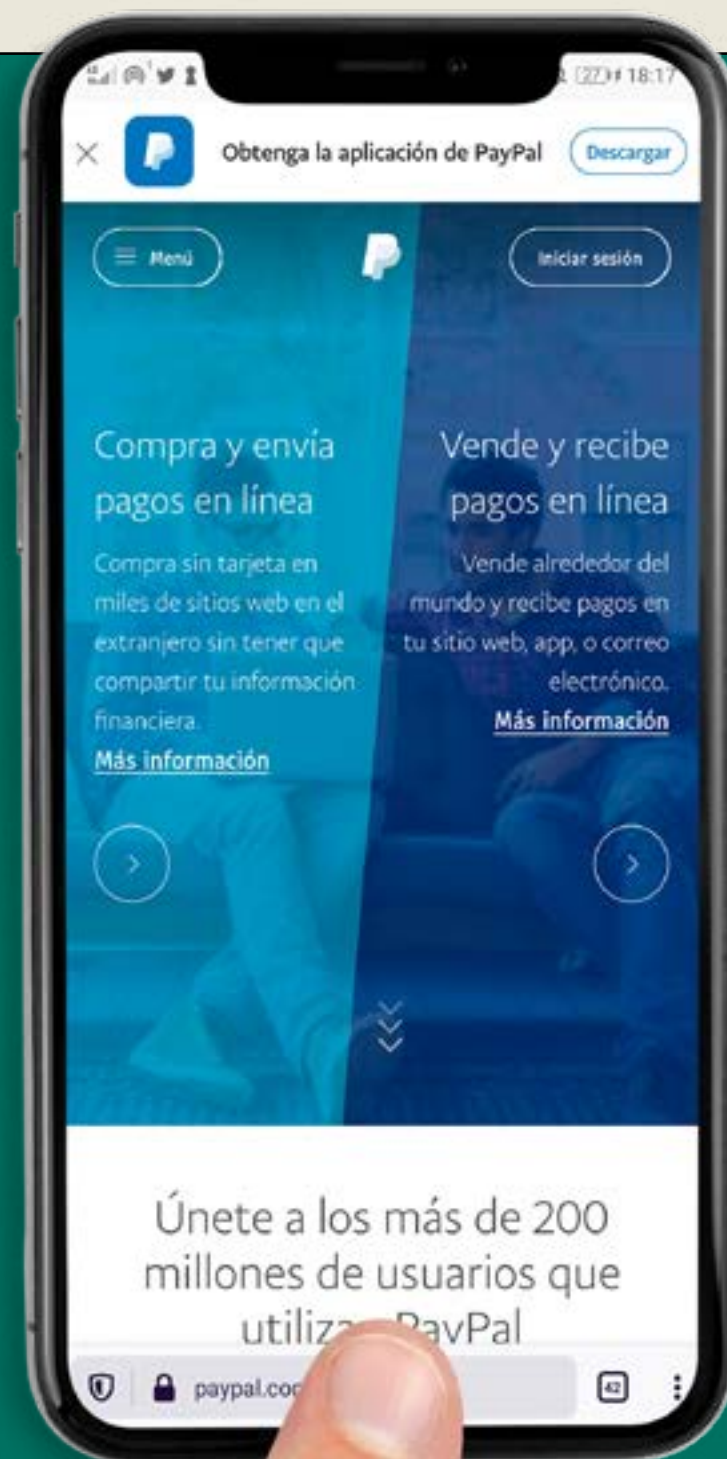 27 18:17
Obtenga la aplicación de PayPal
Descargar
Menú
Iniciar sesión
Compra y envía
pagos en línea
Compra sin tarjeta en
miles de sitios web en el
extranjero sin tener que
compartir tu información
financiera.
Más información
Vende y recibe
pagos en línea
Vende alrededor del
mundo y recibe pagos en
tu sitio web, app, o correo
electrónico.
Más información
Únete a los más de 200
millones de usuarios que
PayPal
42